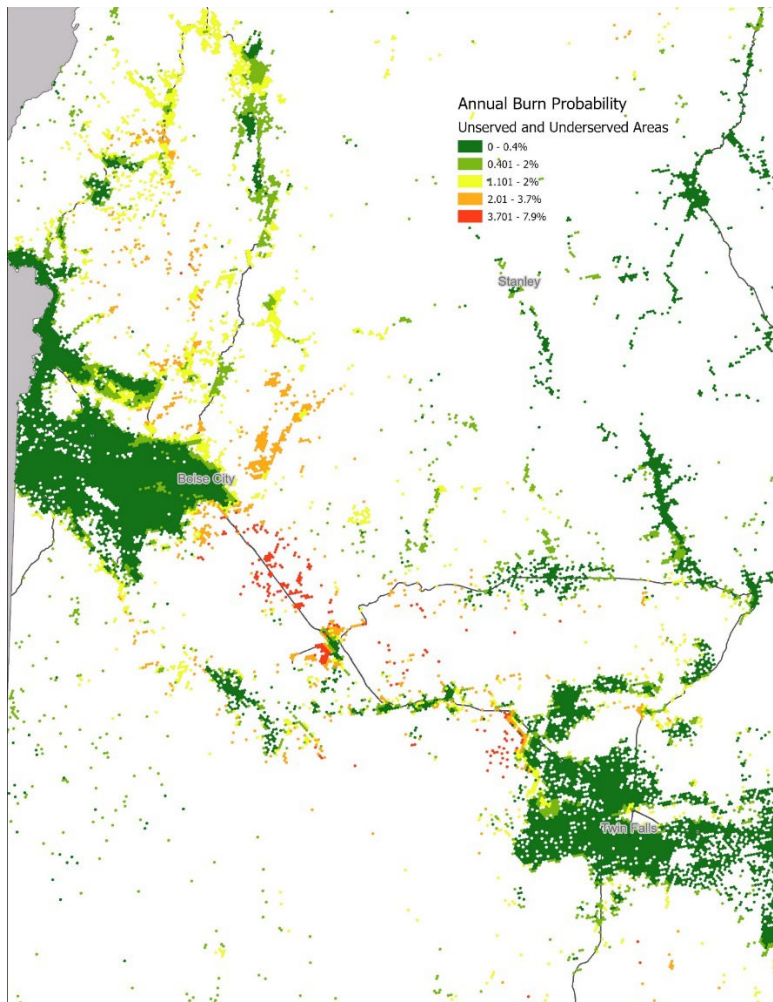 Annual Burn Probability
Unserved and Underserved Areas
0 - 0.4%
0.401 - 2%
1.101 - 2%
2.01 - 3.7%
3.701 - 7.9%
Stanley
Boise City
Twin Falls